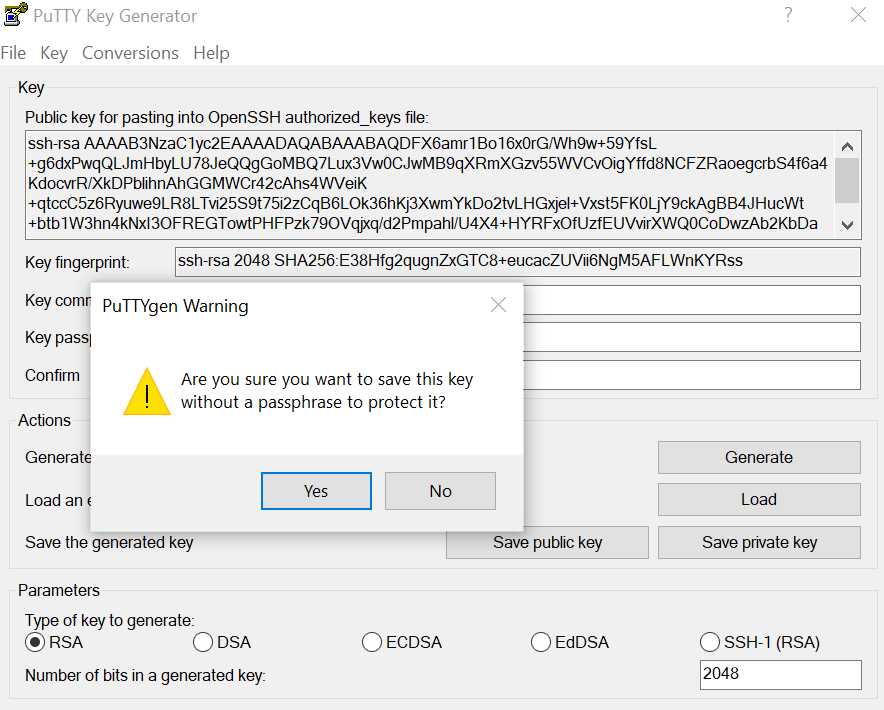 PuTTY Key Generator
?
File Key Conversions Help
Key
Public key for pasting into OpenSSH authorized_keys file:
ssh-rsa AAAAB3NzaC1yc2EAAAADAQABAAABAQDFX6amr1Bo16x0rG/Wh9w+59YfsL
+g6dxPwqQLJmHbyLU78JeQQgGoMBQ7Lux3Vw0CJwMB9qXRmXGzv55WVCvOigYffd8NCFZRaoegcrbS4f6a4
KdocvrR/XkDPblihnAhGGMWCr42cAhs4WVeiK
+qtccC5z6Ryuwe9LR8LTvi25S9t75i2zCqB6LOk36hKj3XwmYkDo2tvLHGxjel+Vxst5FK0LjY9ckAgBB4JHucWt
+btb1W3hn4kNxI3OFREGTowtPHFPzk79OVqjxq/d2Pmpahl/U4X4+HYRFxOfUzfEUVvirXWQ0CoDwzAb2KbDa
Key fingerprint:
ssh-rsa 2048 SHA256:E38Hfg2qugnZxGTC8+eucacZUVii6NgM5AFLWnKYRss
Key comm
Key passp
Confirm
PuTTYgen Warning
Are you sure you want to save this key
without a passphrase to protect it?
Yes
No
Actions
Generate
Generate
Load an e
Load
Save the generated key
Save public key
Save private key
Parameters
Type of key to generate:
RSA
DSA
ECDSA
EdDSA
SSH-1 (RSA)
Number of bits in a generated key:
2048